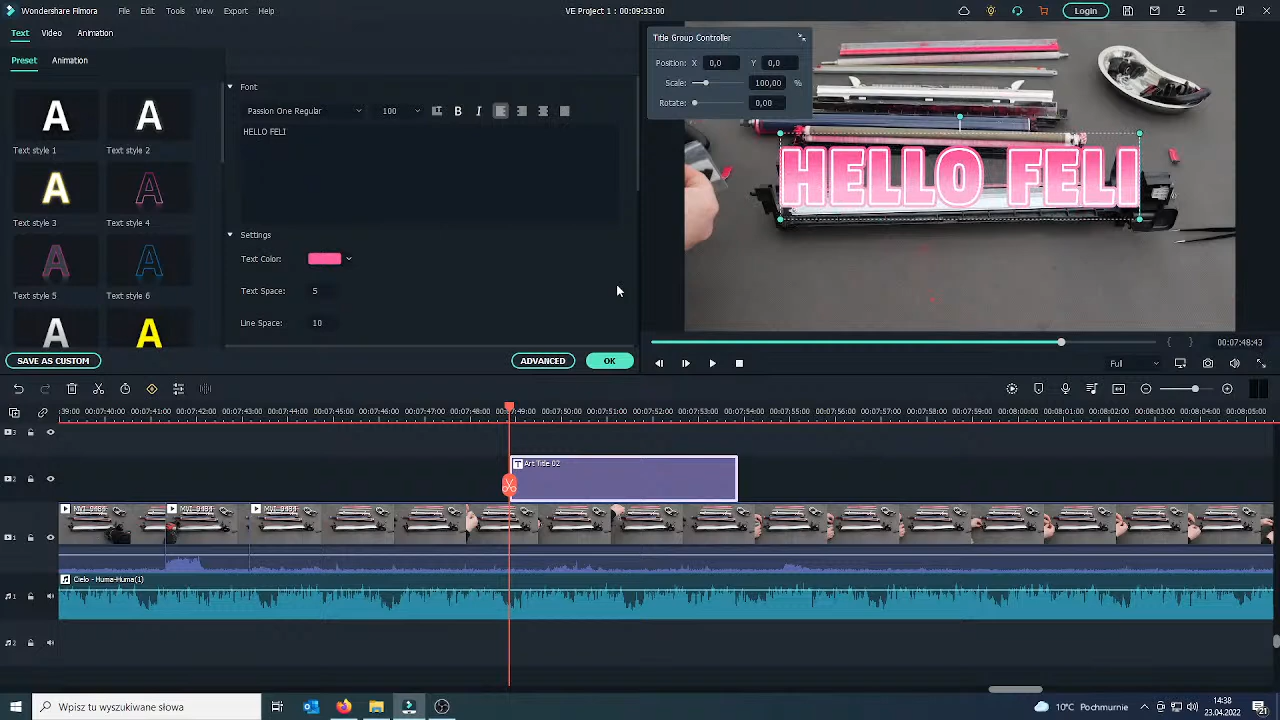 Wondershare Filmora
File
Edit
Tools
View
Export
Help
VE Project 1 : 00:09:33:00
Login
Text
Video
Animation
Preset
Animation
Text style 1
Text style 2
Text style 3
Text style 4
Text style 5
Text style 6
Font
Passion One Regular
100
B
I
HELLO FELI
Settings
Text Color:
Text Space: 5
Line Space: 10
SAVE AS CUSTOM
ADVANCED
OK
Title Group Controller
Position: X 0,0 Y 0,0
Scale: 100,00 %
Rotate: 0,00
HELLO FELI
00:07:48:43
Full
:39:00
00:07:40:00
00:07:41:00
00:07:42:00
00:07:43:00
00:07:44:00
00:07:45:00
00:07:46:00
00:07:47:00
00:07:48:00
00:07:49:00
00:07:50:00
00:07:51:00
00:07:52:00
00:07:53:00
00:07:54:00
00:07:55:00
00:07:56:00
00:07:57:00
00:07:58:00
00:07:59:00
00:08:00:00
00:08:01:00
00:08:02:00
00:08:03:00
00:08:04:00
00:08:05:00
3
2
Art Title 02
1
Cielo - Huma-Huma(1)
1
2
Wpisz tu wyszukiwane słowa
10°C Pochmurnie
14:38
23.04.2022